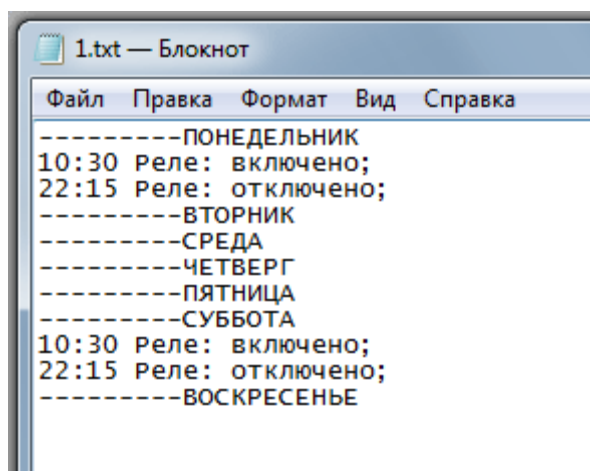 1.txt — Блокнот
Файл Правка Формат Вид Справка
---------ПОНЕДЕЛЬНИК
10:30 Реле: включено;
22:15 Реле: отключено;
---------ВТОРНИК
---------СРЕДА
---------ЧЕТВЕРГ
---------ПЯТНИЦА
---------СУББОТА
10:30 Реле: включено;
22:15 Реле: отключено;
---------ВОСКРЕСЕНЬЕ